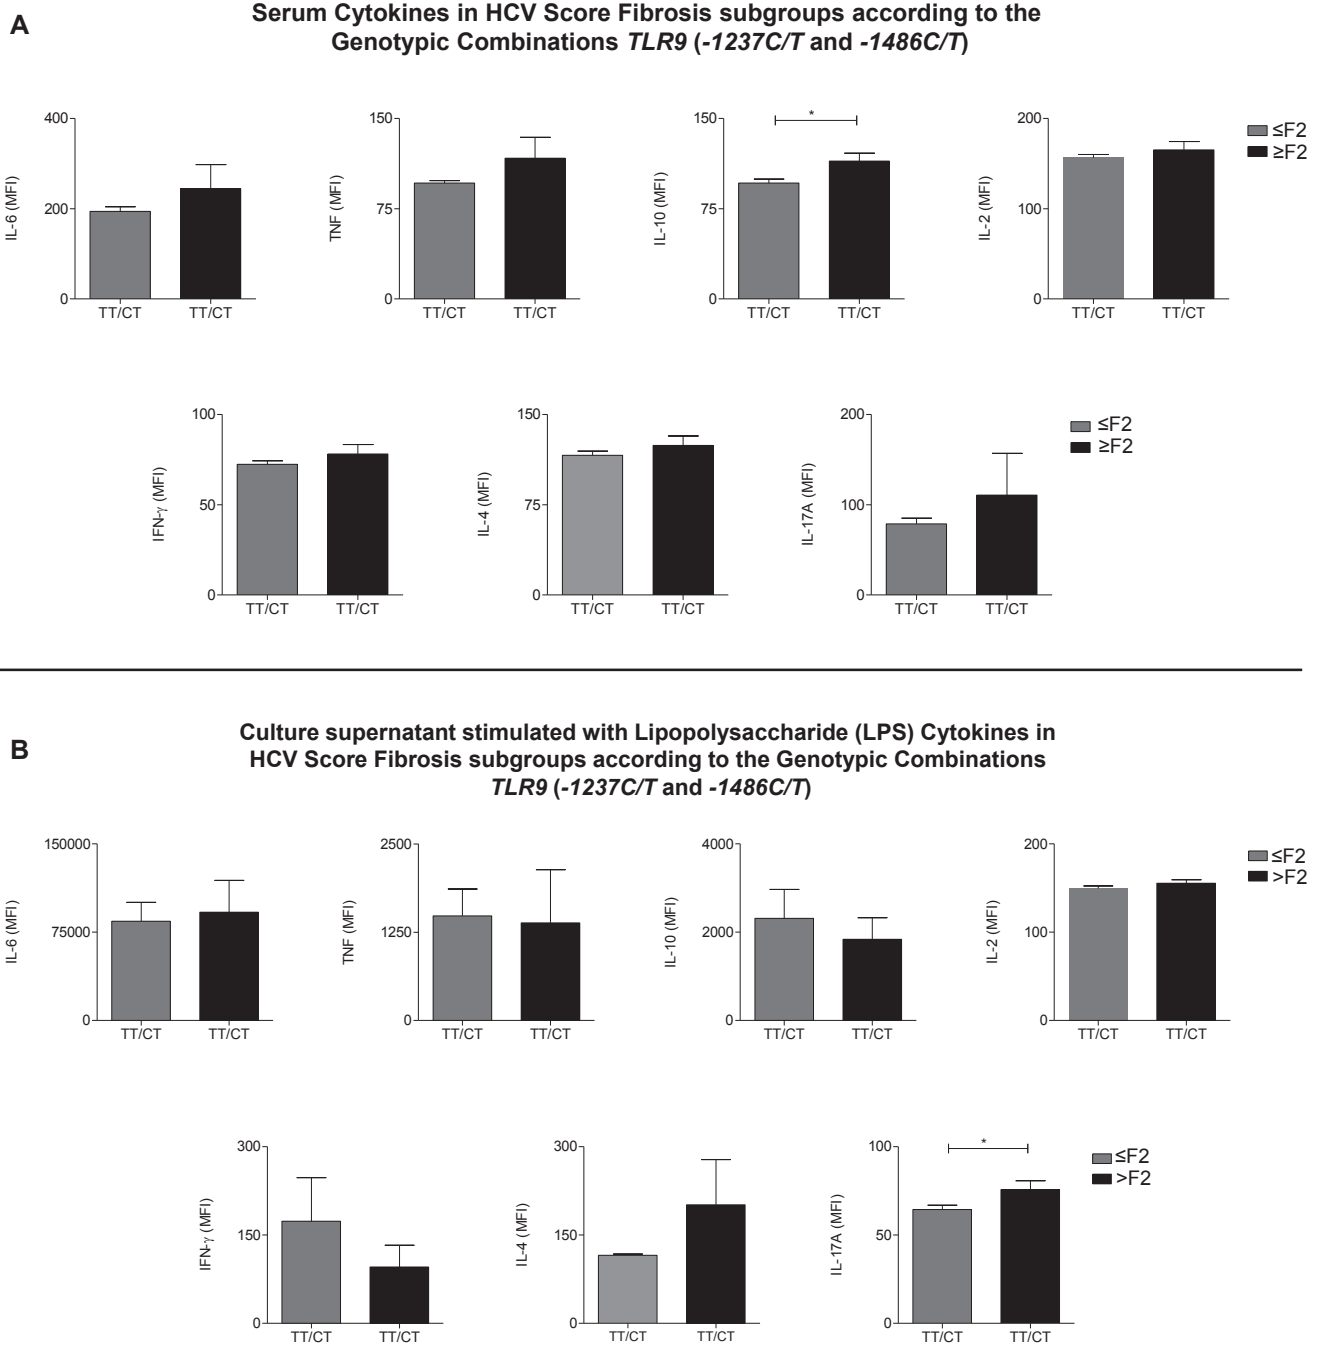 A
Serum Cytokines in HCV Score Fibrosis subgroups according to the
Genotypic Combinations TLR9 (-1237C/T and -1486C/T)
IL-6 (MFI)
400
200
0
TT/CT TT/CT
TNF (MFI)
150
75
0
TT/CT TT/CT
IL-10 (MFI)
150
75
0
*
TT/CT TT/CT
IL-2 (MFI)
200
100
0
TT/CT TT/CT
≤F2
≥F2
IFN-γ (MFI)
100
50
0
TT/CT TT/CT
IL-4 (MFI)
150
75
0
TT/CT TT/CT
IL-17A (MFI)
200
100
0
TT/CT TT/CT
≤F2
≥F2
B
Culture supernatant stimulated with Lipopolysaccharide (LPS) Cytokines in
HCV Score Fibrosis subgroups according to the Genotypic Combinations
TLR9 (-1237C/T and -1486C/T)
IL-6 (MFI)
150000
75000
0
TT/CT TT/CT
TNF (MFI)
2500
1250
0
TT/CT TT/CT
IL-10 (MFI)
4000
2000
0
TT/CT TT/CT
IL-2 (MFI)
200
100
0
TT/CT TT/CT
≤F2
>F2
IFN-γ (MFI)
300
150
0
TT/CT TT/CT
IL-4 (MFI)
300
150
0
TT/CT TT/CT
IL-17A (MFI)
100
50
0
*
TT/CT TT/CT
≤F2
>F2